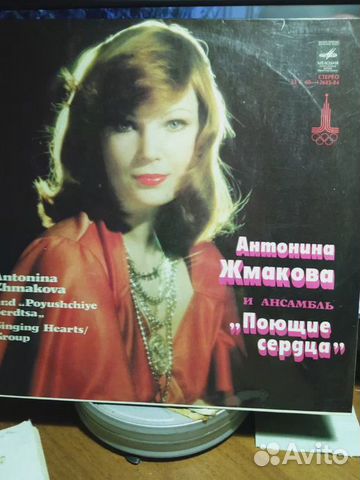 Мелодия
СТЕРЕО
Антонина
Жмакова
и ансамбль
„Поющие
сердца"
Antonina
Zhmakova
and „Poyushchiye
Serdtsa„
Singing Hearts/
Group
Avito